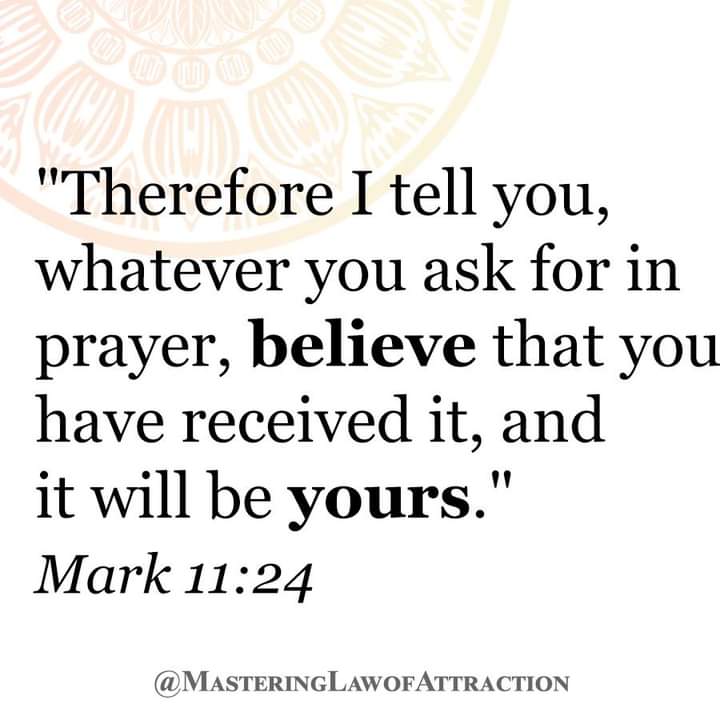 "Therefore I tell you,
whatever you ask for in
prayer, believe that you
have received it, and
it will be yours."
Mark 11:24
@MasteringLawofAttraction